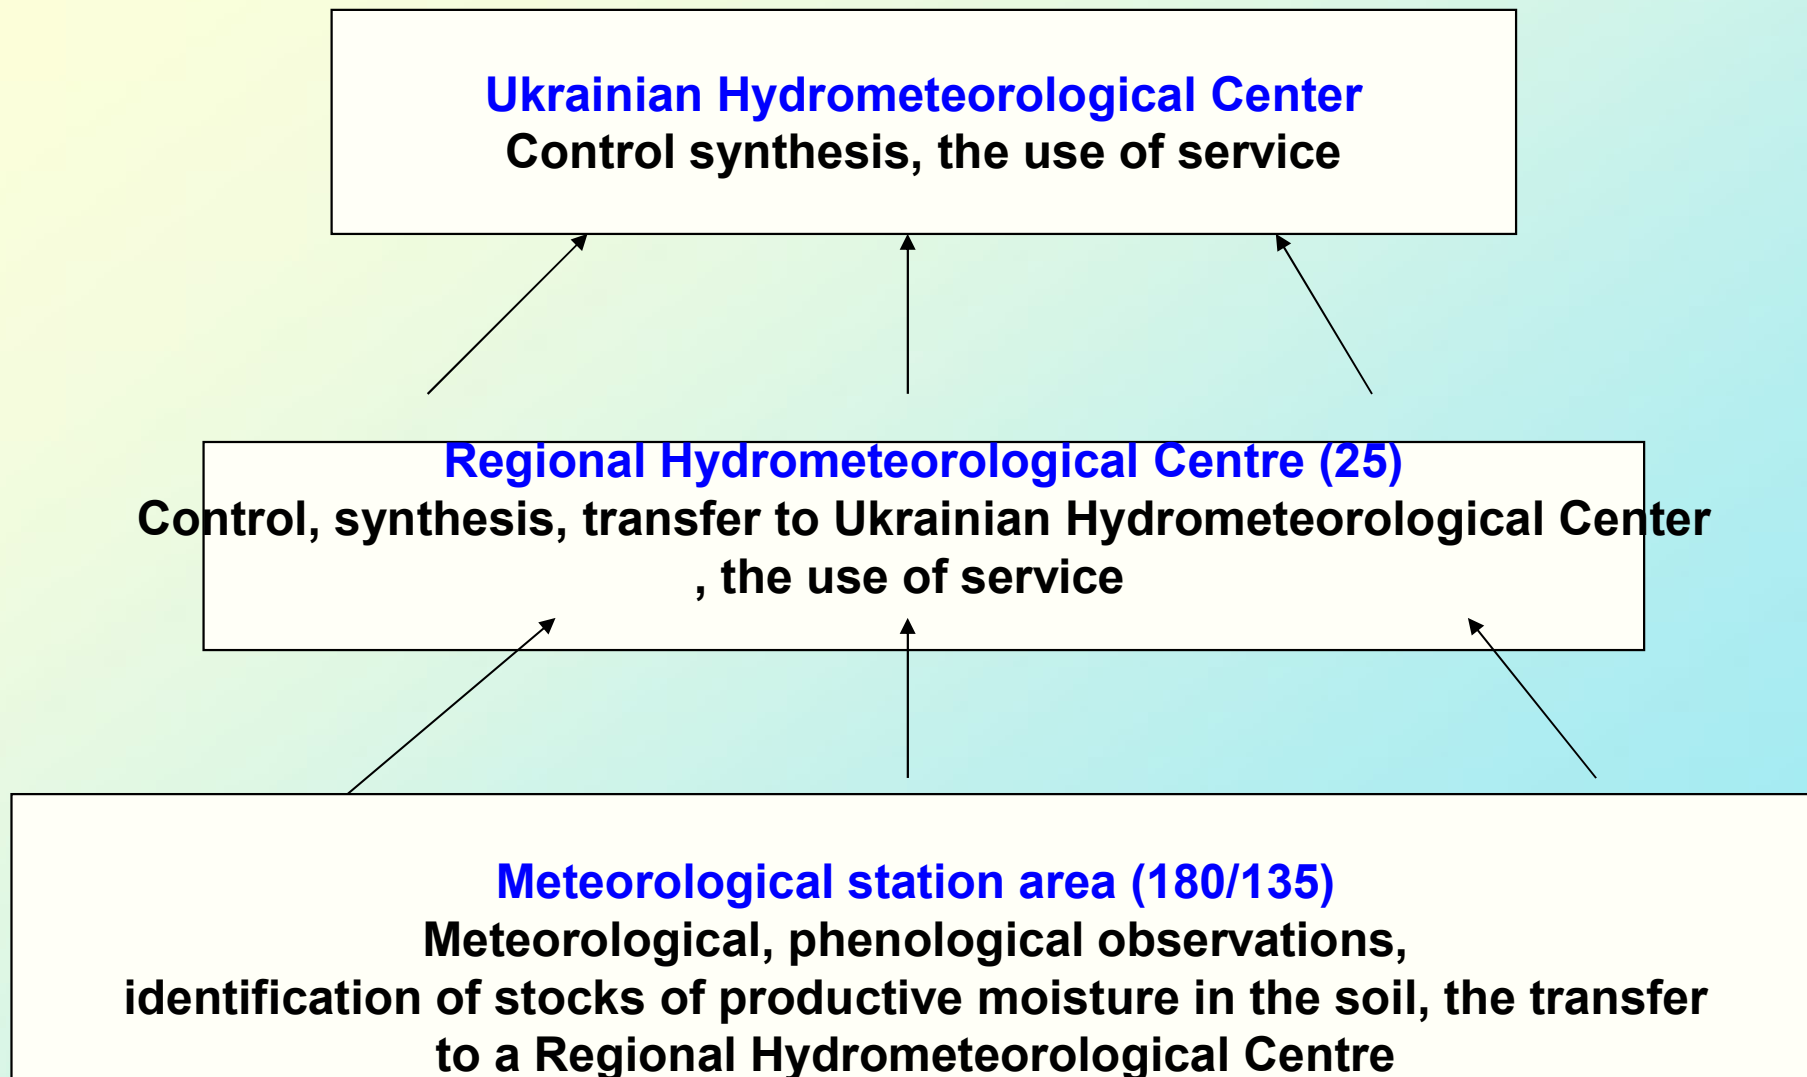 Ukrainian Hydrometeorological Center
Control synthesis, the use of service
Regional Hydrometeorological Centre (25)
Control, synthesis, transfer to Ukrainian Hydrometeorological Center
, the use of service
Meteorological station area (180/135)
Meteorological, phenological observations,
identification of stocks of productive moisture in the soil, the transfer
to a Regional Hydrometeorological Centre